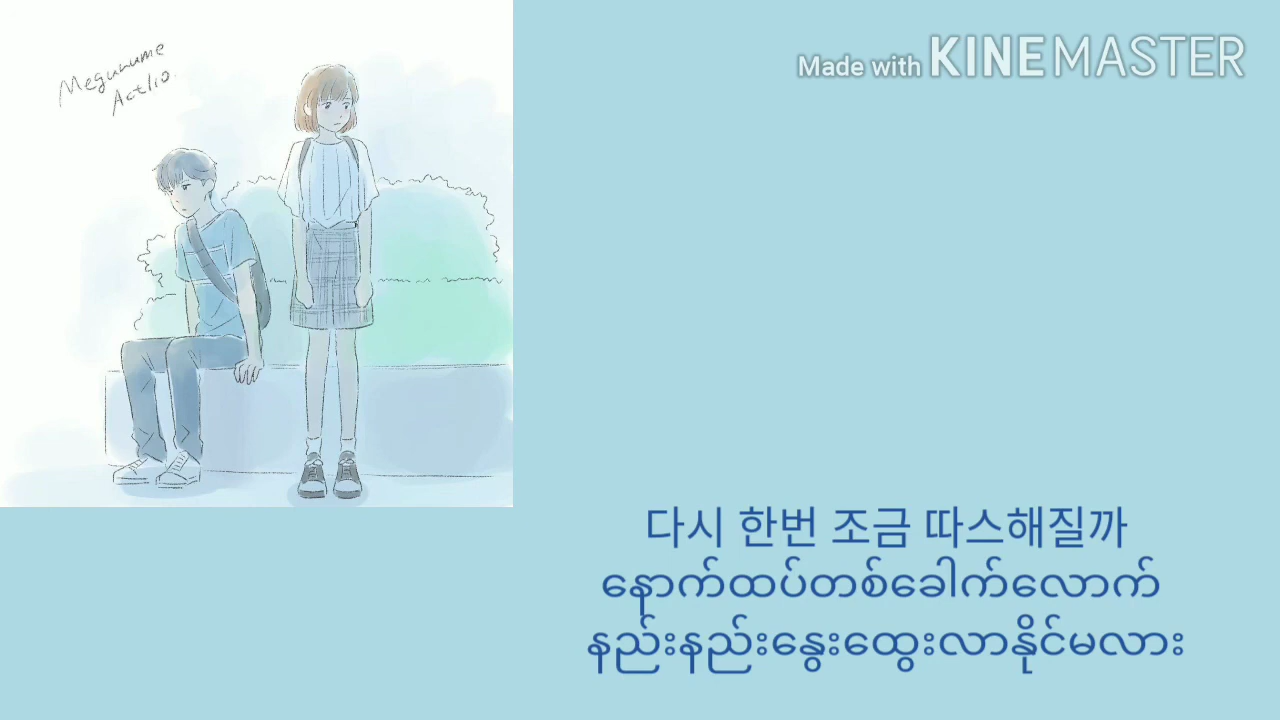 Megumume
Actlio.
Made with KINEMASTER
다시 한번 조금 따스해질까
နောက်ထပ်တစ်ခေါက်လောက်
နည်းနည်းနွေးထွေးလာနိုင်မလား